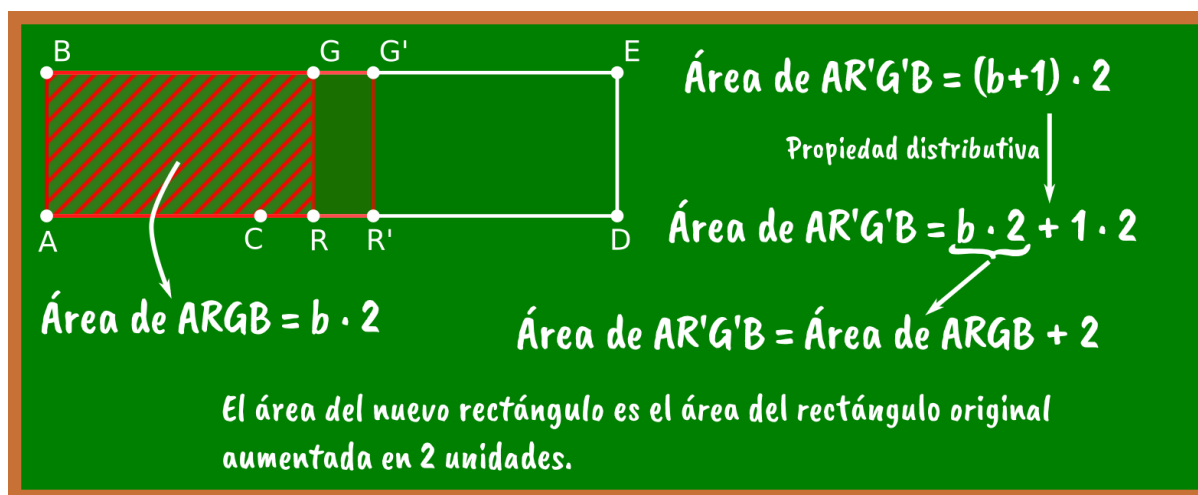 B G G' E
A C R R' D
Área de ARGB = b · 2
Área de AR'G'B = (b+1) · 2
Propiedad distributiva
Área de AR'G'B = b · 2 + 1 · 2
Área de AR'G'B = Área de ARGB + 2
El área del nuevo rectángulo es el área del rectángulo original
aumentada en 2 unidades.